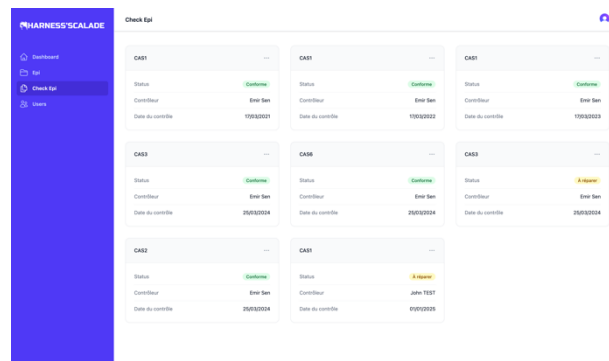 HARNESS'SCALADE
Dashboard
Epi
Check Epi
Users
Check Epi
CAS1 ...
Status Conforme
Contrôleur Emir Sen
Date du contrôle 17/03/2021
CAS1 ...
Status Conforme
Contrôleur Emir Sen
Date du contrôle 17/03/2022
CAS1 ...
Status Conforme
Contrôleur Emir Sen
Date du contrôle 17/03/2023
CAS3 ...
Status Conforme
Contrôleur Emir Sen
Date du contrôle 25/03/2024
CAS6 ...
Status Conforme
Contrôleur Emir Sen
Date du contrôle 25/03/2024
CAS3 ...
Status À réparer
Contrôleur Emir Sen
Date du contrôle 25/03/2024
CAS2 ...
Status Conforme
Contrôleur Emir Sen
Date du contrôle 25/03/2024
CAS1 ...
Status À réparer
Contrôleur John TEST
Date du contrôle 01/01/2025